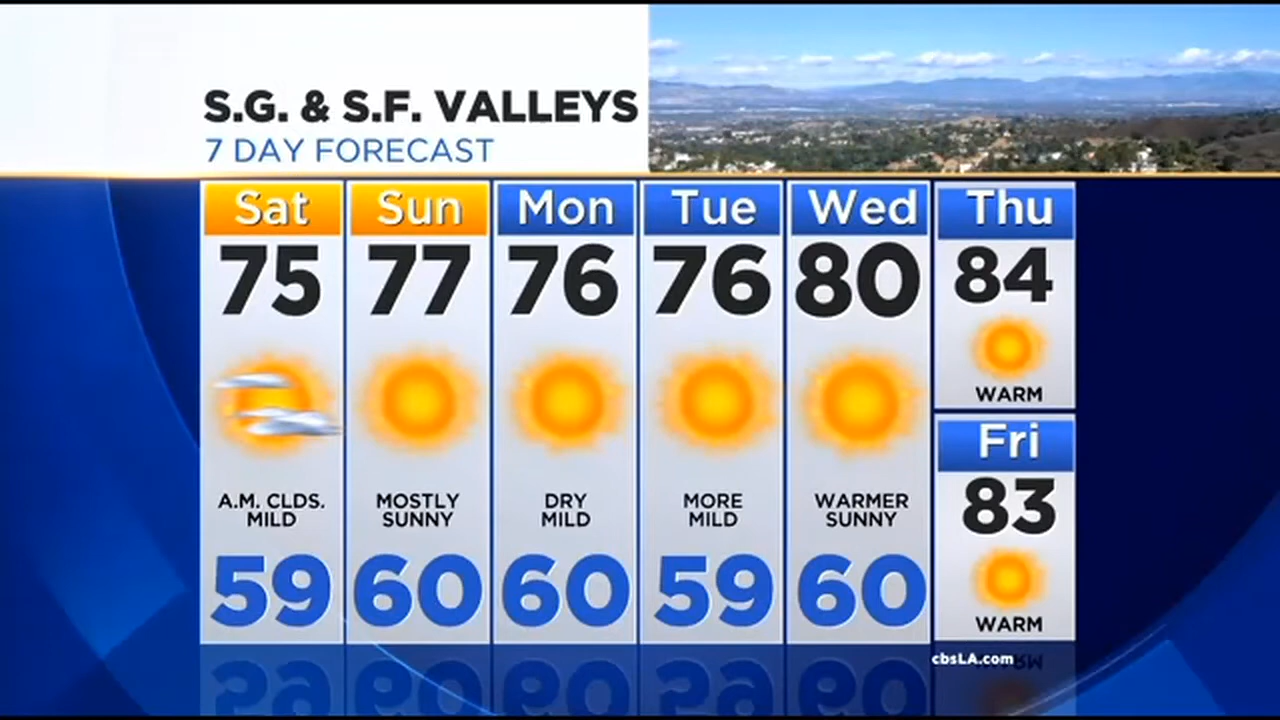 S.G. & S.F. VALLEYS
7 DAY FORECAST
Sat
75
A.M. CLDS.
MILD
59
Sun
77
MOSTLY
SUNNY
60
Mon
76
DRY
MILD
60
Tue
76
MORE
MILD
59
Wed
80
WARMER
SUNNY
60
Thu
84
WARM
Fri
83
WARM
cbsLA.com